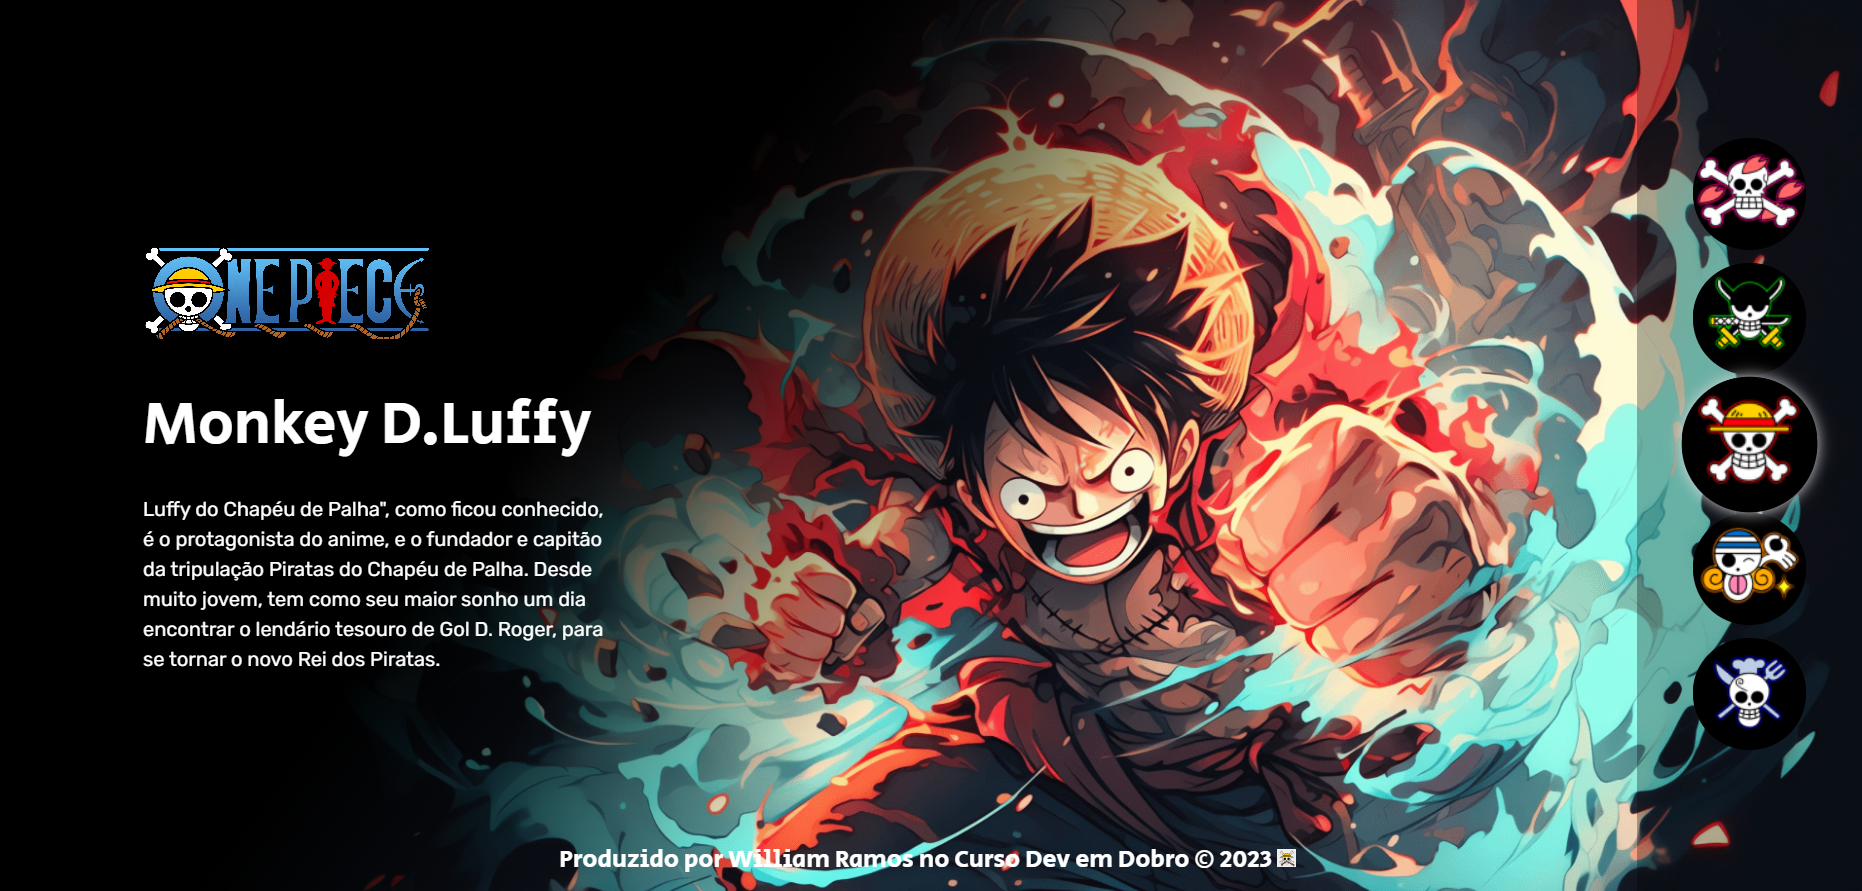 ONE PIECE
Monkey D.Luffy
Luffy do Chapéu de Palha", como ficou conhecido,
é o protagonista do anime, e o fundador e capitão
da tripulação Piratas do Chapéu de Palha. Desde
muito jovem, tem como seu maior sonho um dia
encontrar o lendário tesouro de Gol D. Roger, para
se tornar o novo Rei dos Piratas.
Produzido por William Ramos no Curso Dev em Dobro © 2023